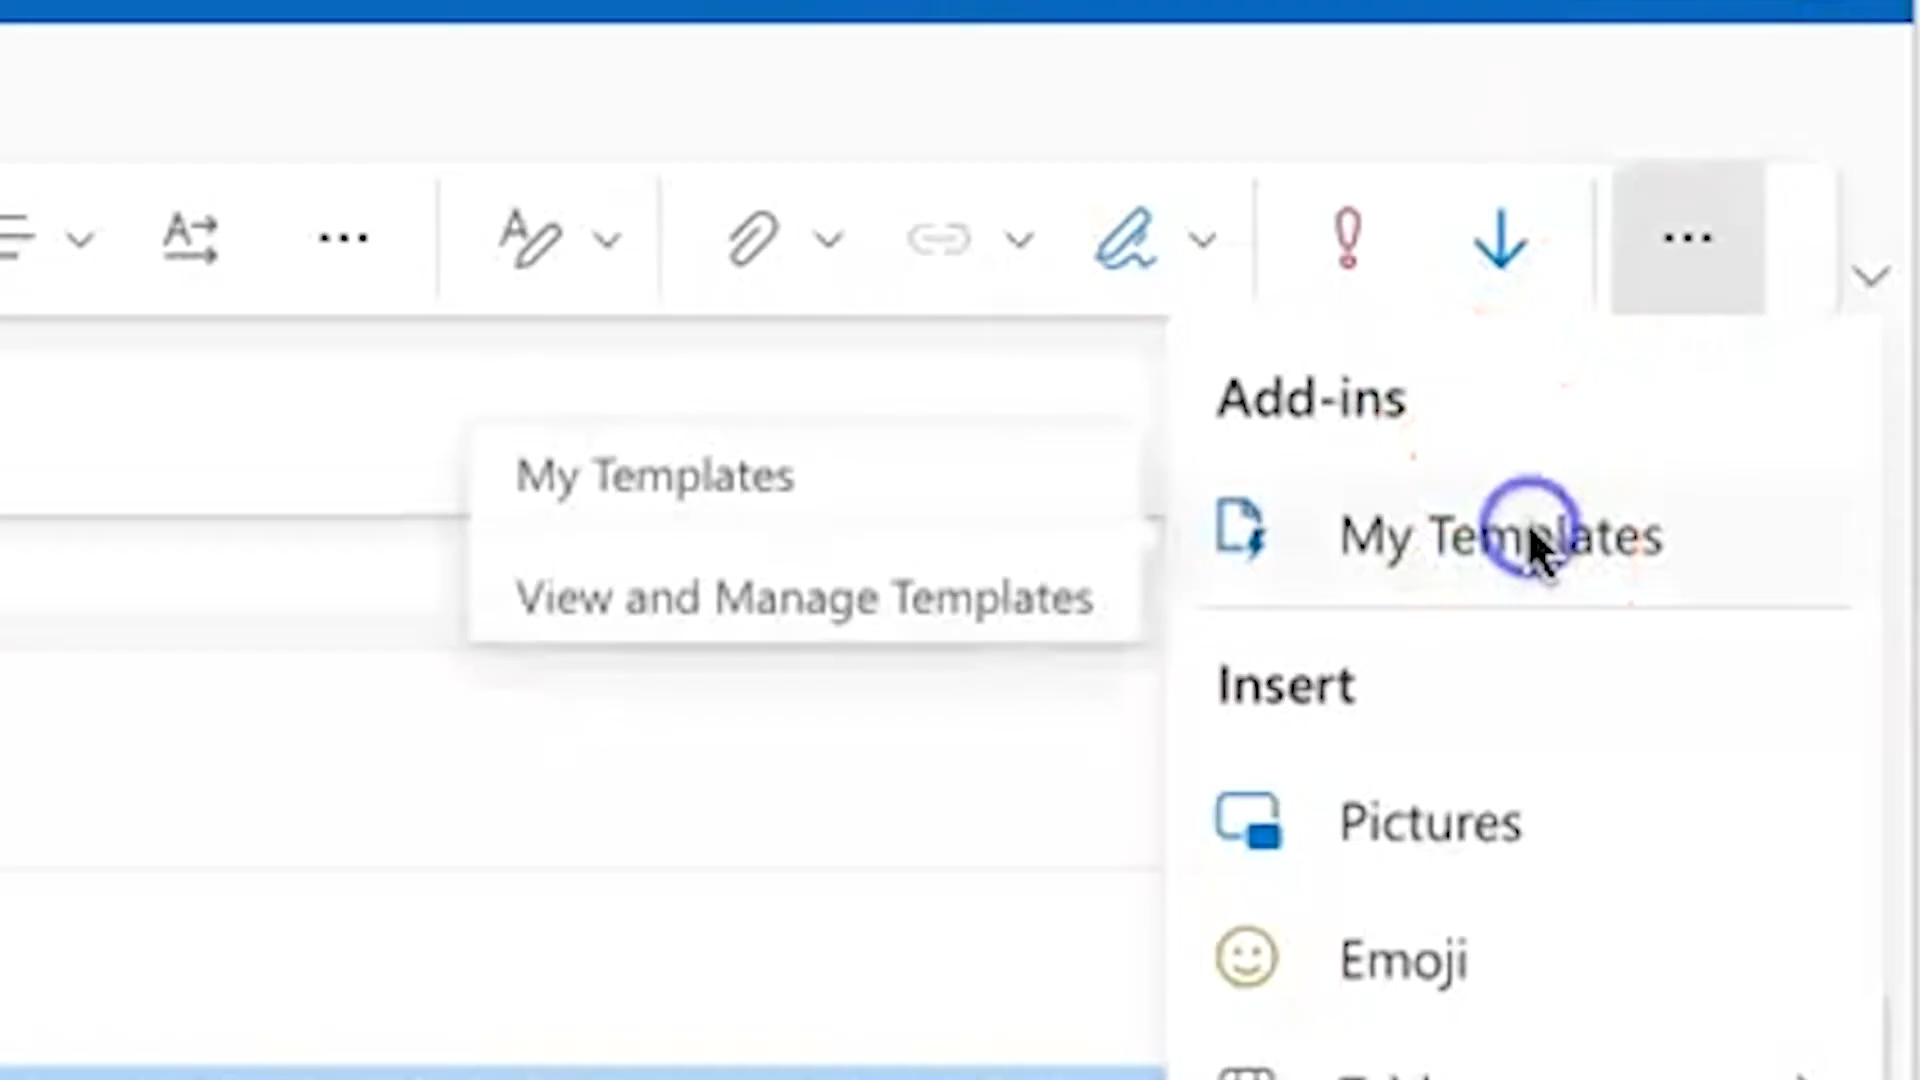 Add-ins
My Templates
View and Manage Templates
My Templates
Insert
Pictures
Emoji